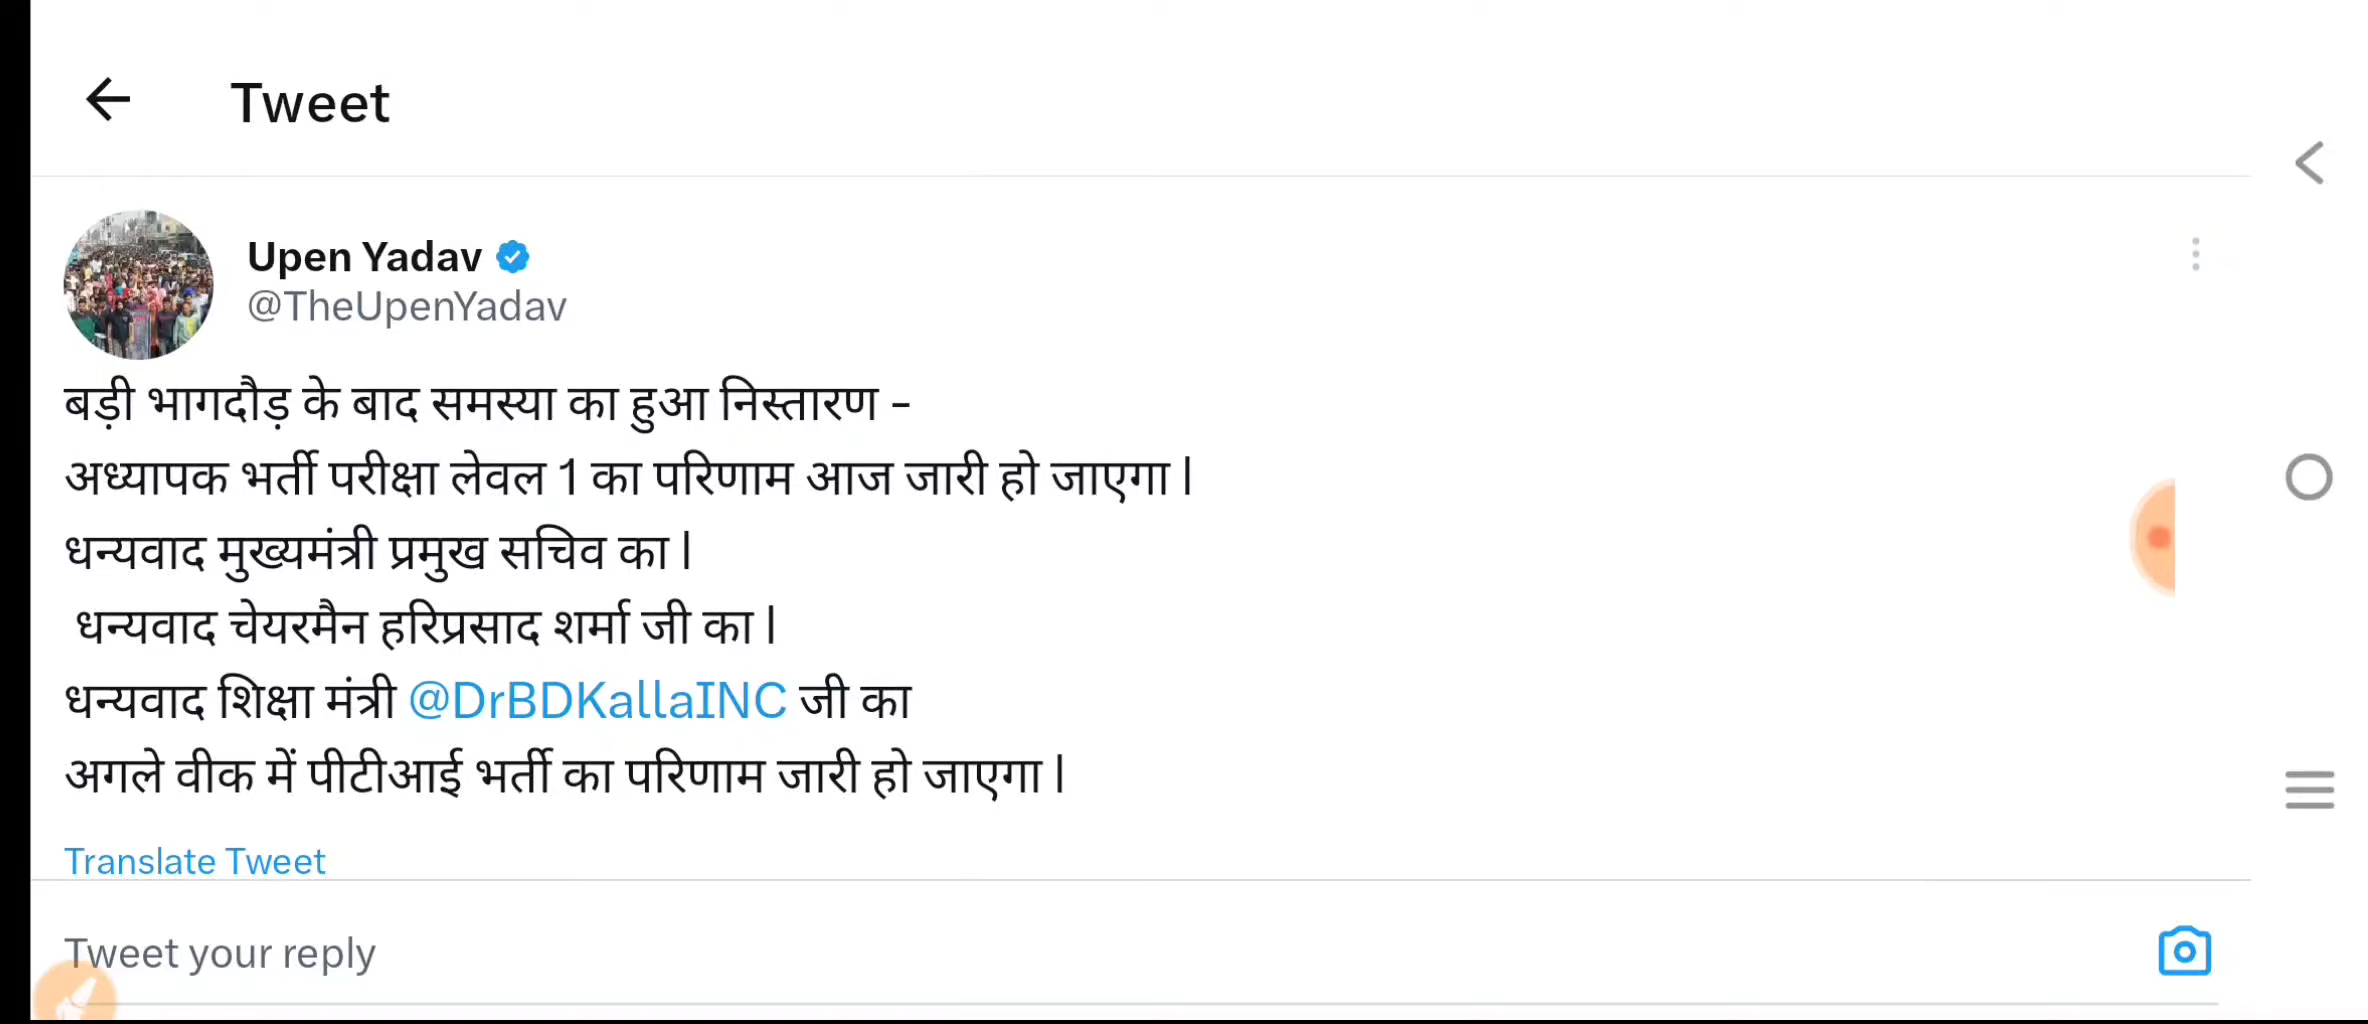 Tweet
Upen Yadav
@TheUpenYadav
बड़ी भागदौड़ के बाद समस्या का हुआ निस्तारण -
अध्यापक भर्ती परीक्षा लेवल 1 का परिणाम आज जारी हो जाएगा |
धन्यवाद मुख्यमंत्री प्रमुख सचिव का |
धन्यवाद चेयरमैन हरिप्रसाद शर्मा जी का |
धन्यवाद शिक्षा मंत्री @DrBDKallaINC जी का
अगले वीक में पीटीआई भर्ती का परिणाम जारी हो जाएगा |
Translate Tweet
Tweet your reply